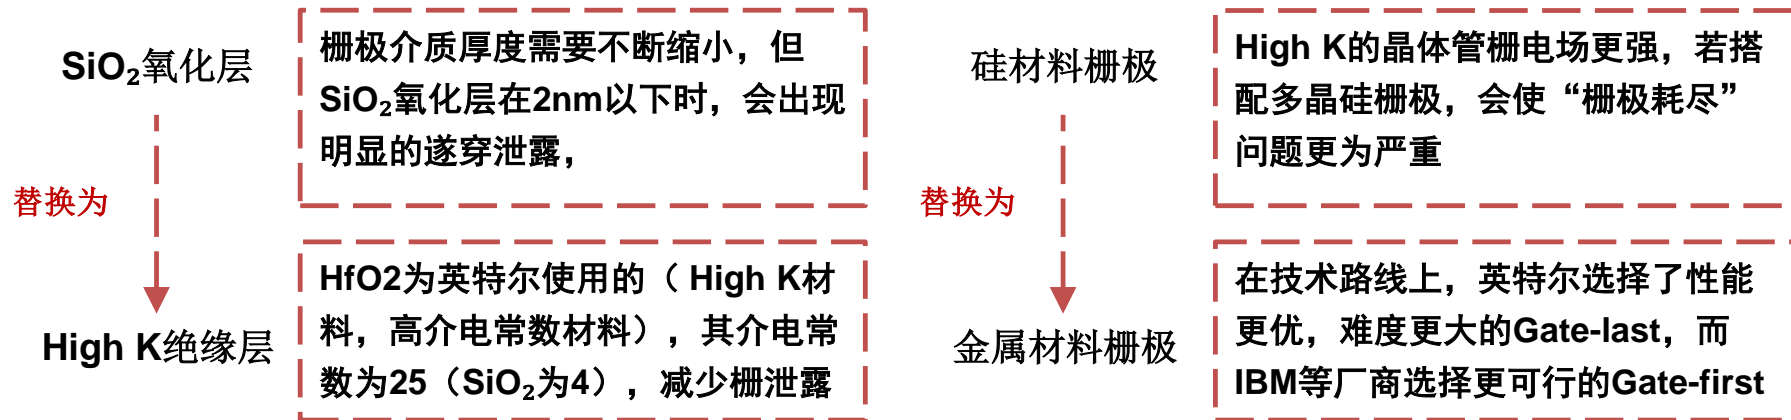 SiO₂氧化层
替换为
High K绝缘层
栅极介质厚度需要不断缩小，但
SiO₂氧化层在2nm以下时，会出现
明显的遂穿泄露，
HfO2为英特尔使用的（ High K材
料，高介电常数材料），其介电常
数为25（SiO₂为4），减少栅泄露
硅材料栅极
替换为
金属材料栅极
High K的晶体管栅电场更强，若搭
配多晶硅栅极，会使“栅极耗尽”
问题更为严重
在技术路线上，英特尔选择了性能
更优，难度更大的Gate-last，而
IBM等厂商选择更可行的Gate-first